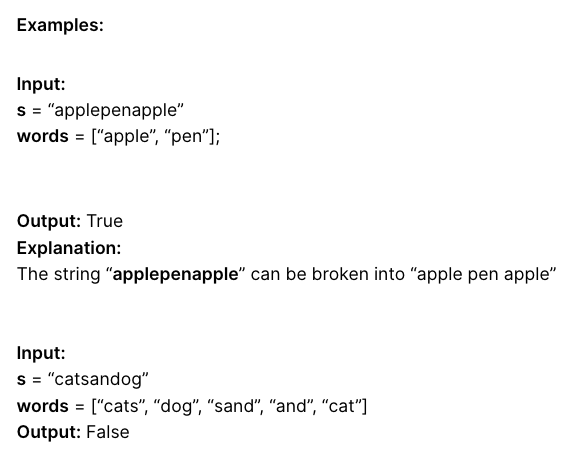 Examples:
Input:
s = “applepenapple”
words = [“apple”, “pen”];
Output: True
Explanation:
The string “applepenapple” can be broken into “apple pen apple”
Input:
s = “catsandog”
words = [“cats”, “dog”, “sand”, “and”, “cat”]
Output: False